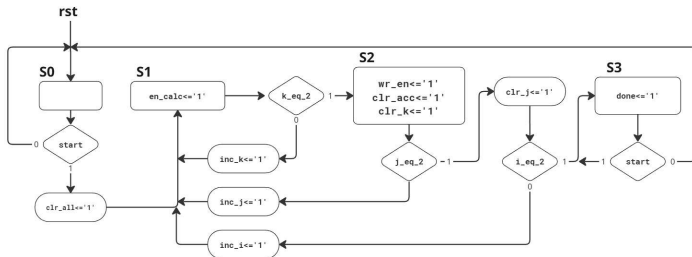 rst
S0
start
0
1
clr_all<='1'
S1
en_calc<='1'
k_eq_2
1
0
inc_k<='1'
inc_j<='1'
inc_i<='1'
S2
wr_en<='1'
clr_acc<='1'
clr_k<='1'
j_eq_2
1
clr_j<='1'
i_eq_2
1
0
S3
done<='1'
start
1
0